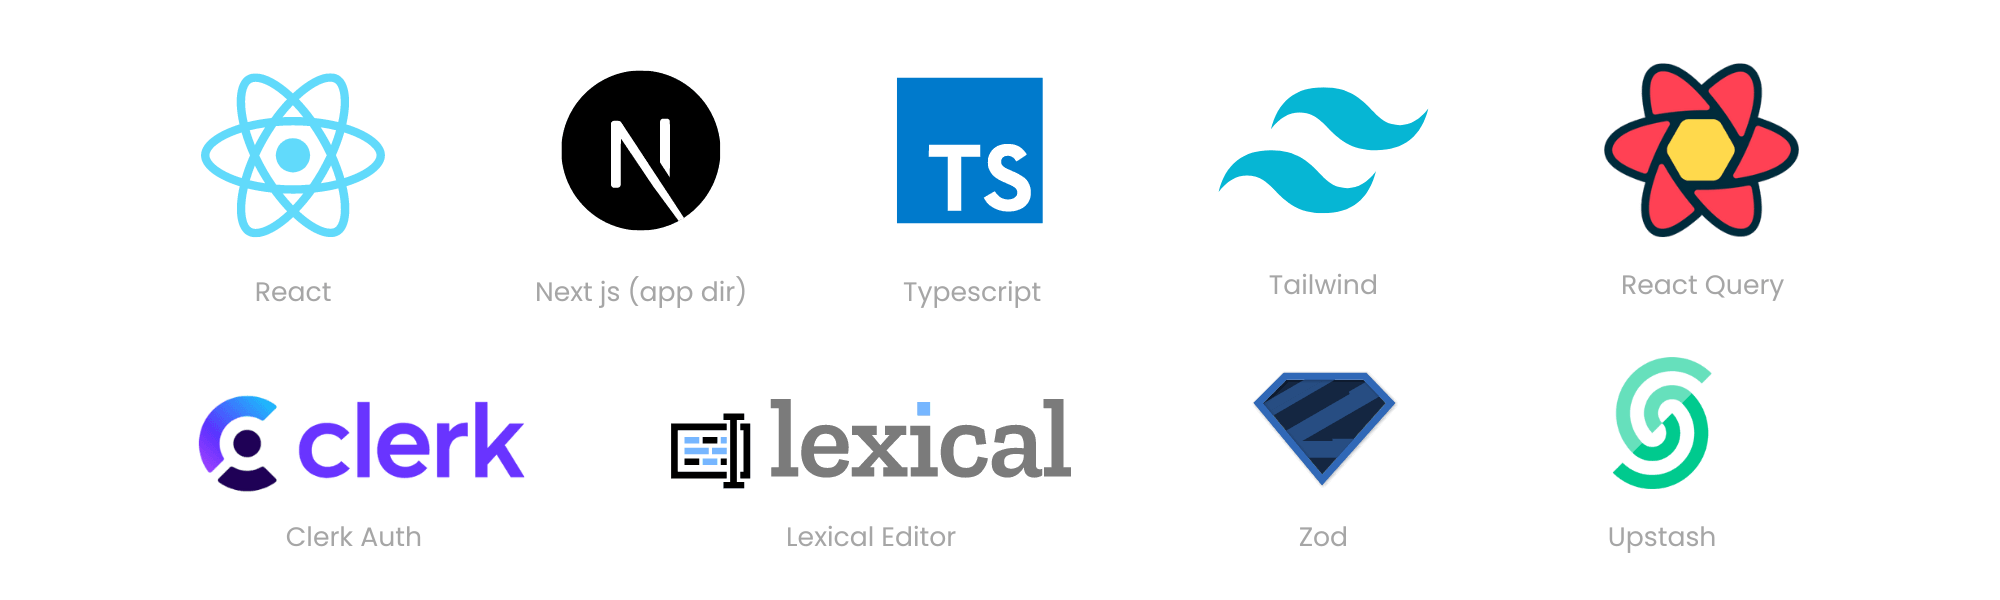 N
TS
React
Next js (app dir)
Typescript
Tailwind
React Query
clerk
lexical
Clerk Auth
Lexical Editor
Zod
Upstash